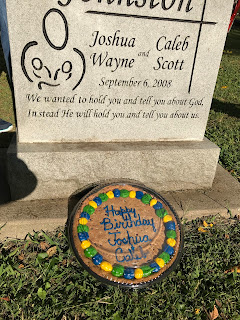 Johnston
Joshua Caleb
Wayne and Scott
September 6, 2008
We wanted to hold you and tell you about God,
Instead He will hold you and tell you about us.
Happy
Birthday
Joshua
Caleb